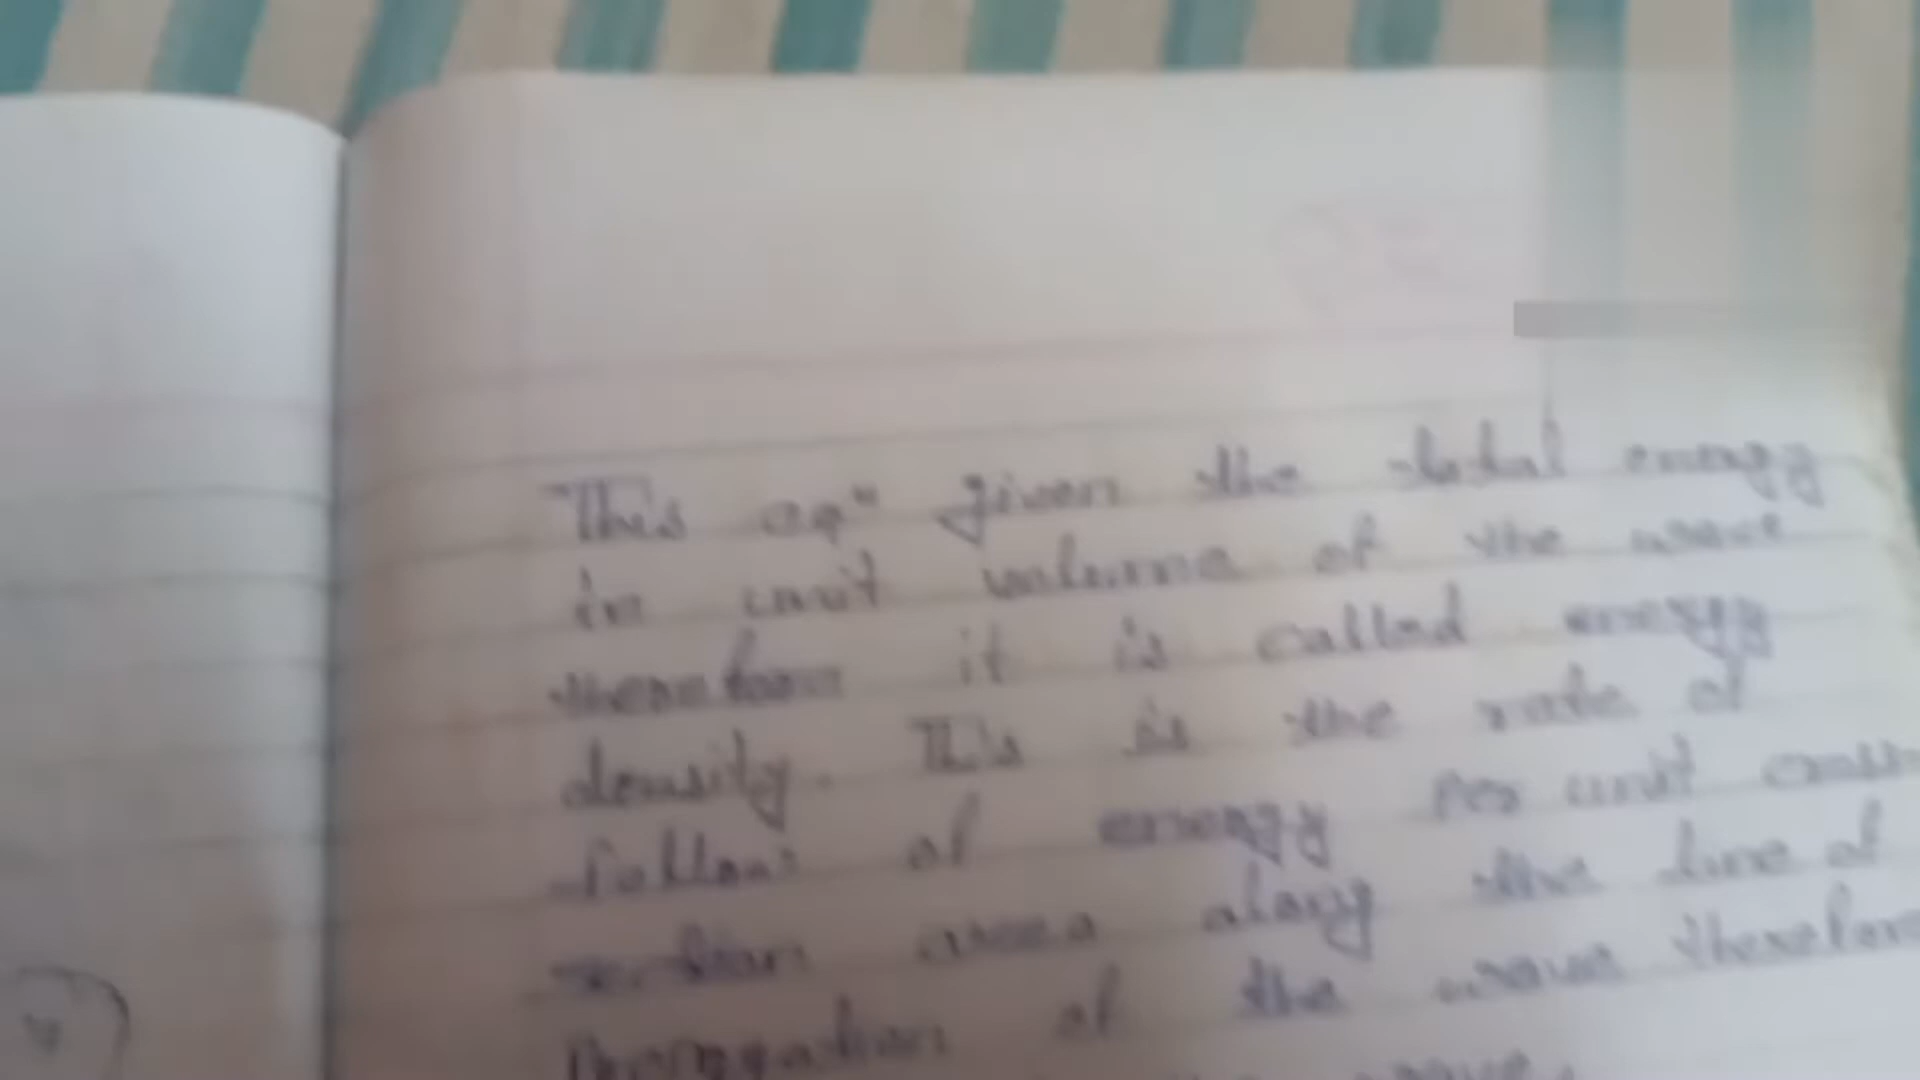 This eqn given the total energy
in unit volume of the wave
therefore it is called energy
density. This is the rate of
follow of energy per unit cross-
section area along the line of
Propagation of the wave therefore
wave.